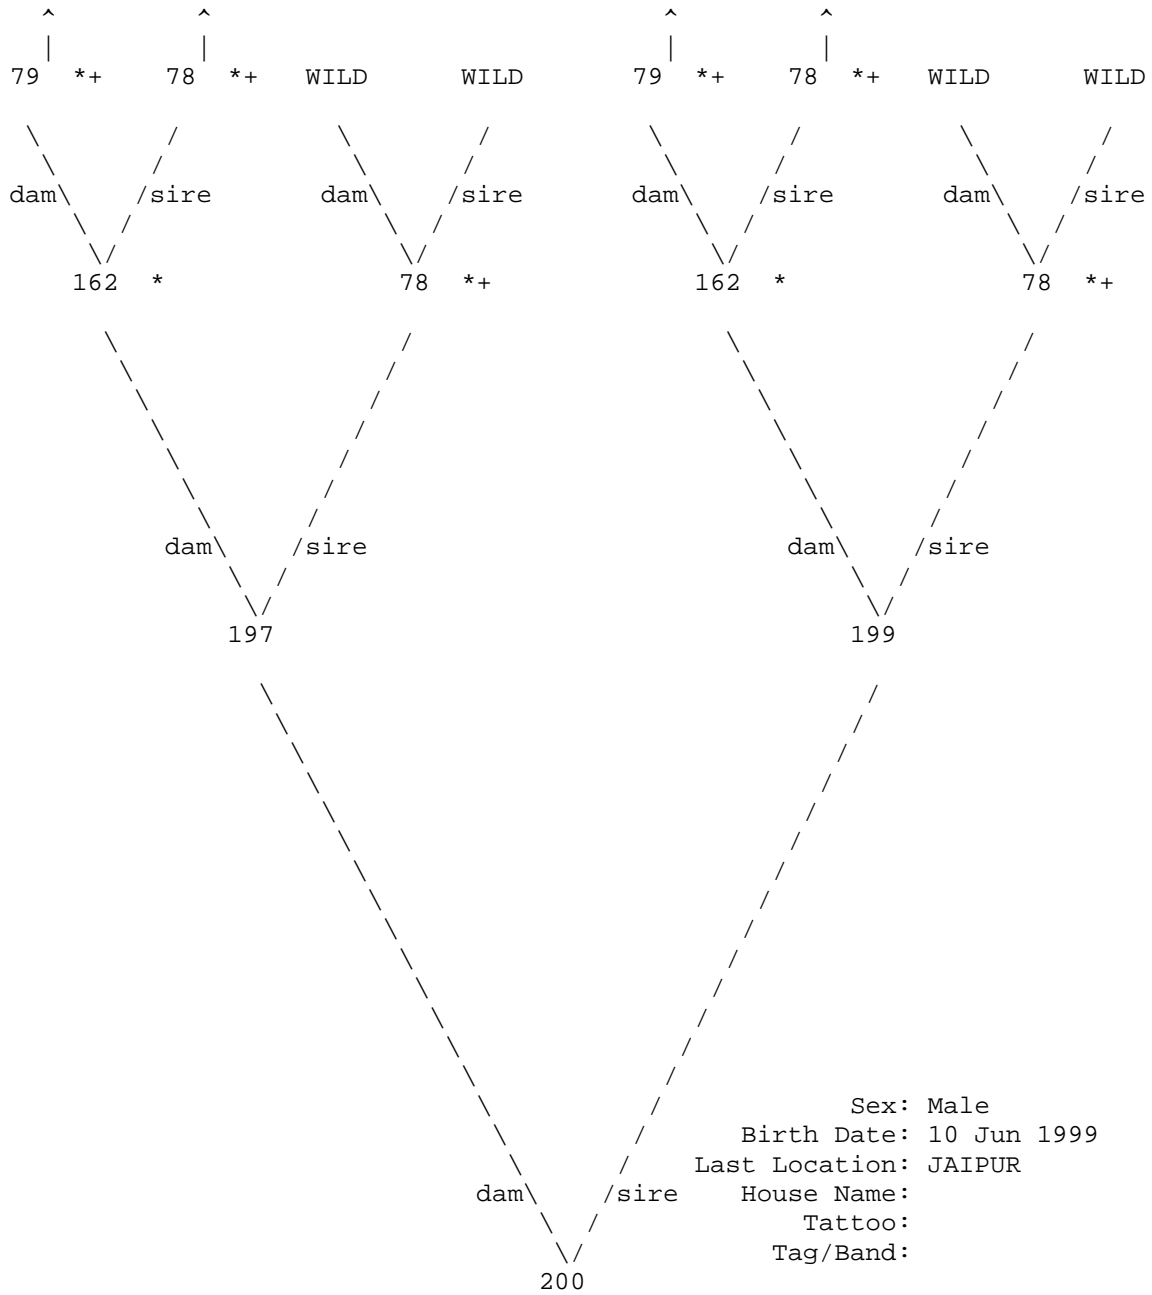 ^ ^ ^ ^
79 *+ 78 *+ WILD WILD 79 *+ 78 *+ WILD WILD
dam /sire dam /sire dam /sire dam /sire
162 * 78 *+ 162 * 78 *+
dam /sire dam /sire
197 199
Sex: Male
Birth Date: 10 Jun 1999
Last Location: JAIPUR
dam /sire House Name:
Tattoo:
Tag/Band:
200